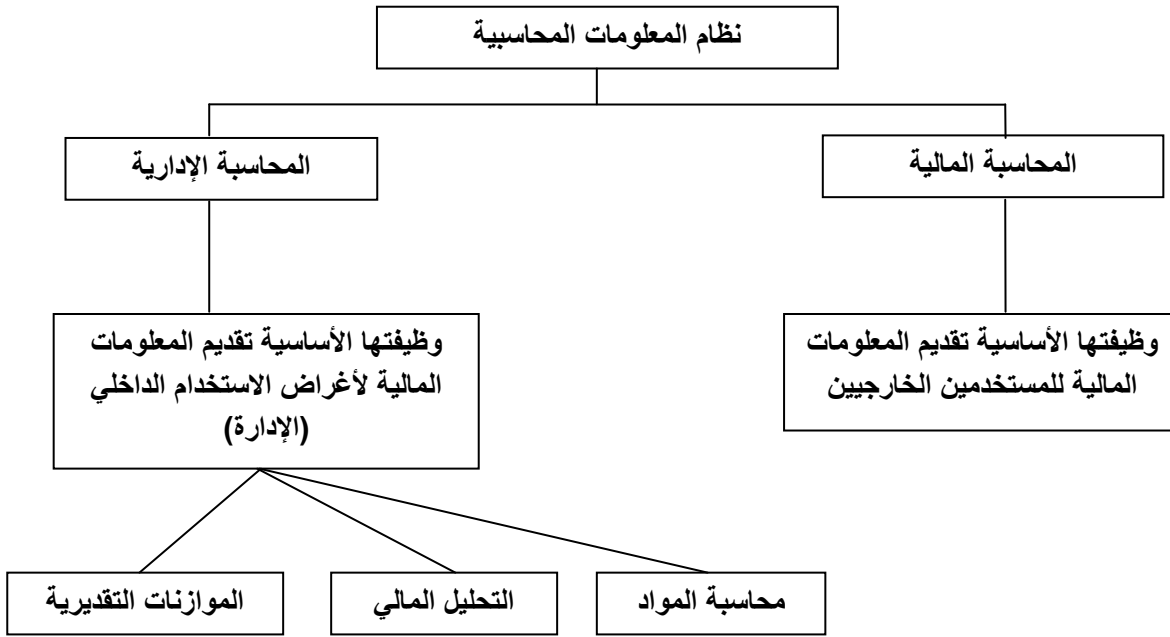 نظام المعلومات المحاسبية
المحاسبة المالية
المحاسبة الإدارية
وظيفتها الأساسية تقديم المعلومات
المالية للمستخدمين الخارجيين
وظيفتها الأساسية تقديم المعلومات
المالية لأغراض الاستخدام الداخلي
(الإدارة)
محاسبة المواد
التحليل المالي
الموازنات التقديرية